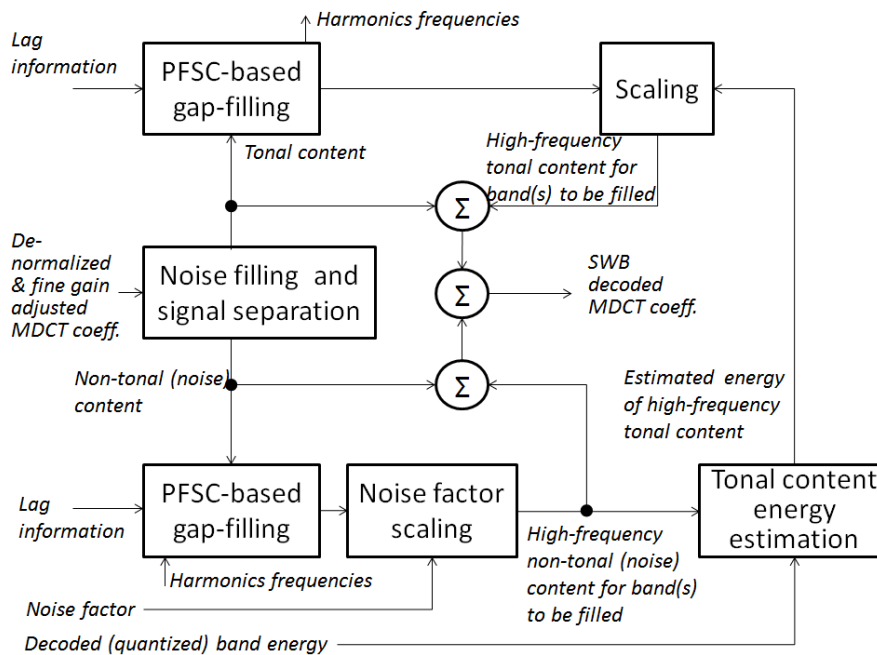 Harmonics frequencies
Lag
information
PFSC-based
gap-filling
Scaling
Tonal content
High-frequency
tonal content for
band(s) to be filled
Σ
De-
normalized
& fine gain
adjusted
MDCT coeff.
Noise filling and
signal separation
Σ
SWB
decoded
MDCT coeff.
Non-tonal (noise)
content
Σ
Estimated energy
of high-frequency
tonal content
Lag
information
PFSC-based
gap-filling
Noise factor
scaling
Tonal content
energy
estimation
High-frequency
non-tonal (noise)
content for band(s)
to be filled
Harmonics frequencies
Noise factor
Decoded (quantized) band energy